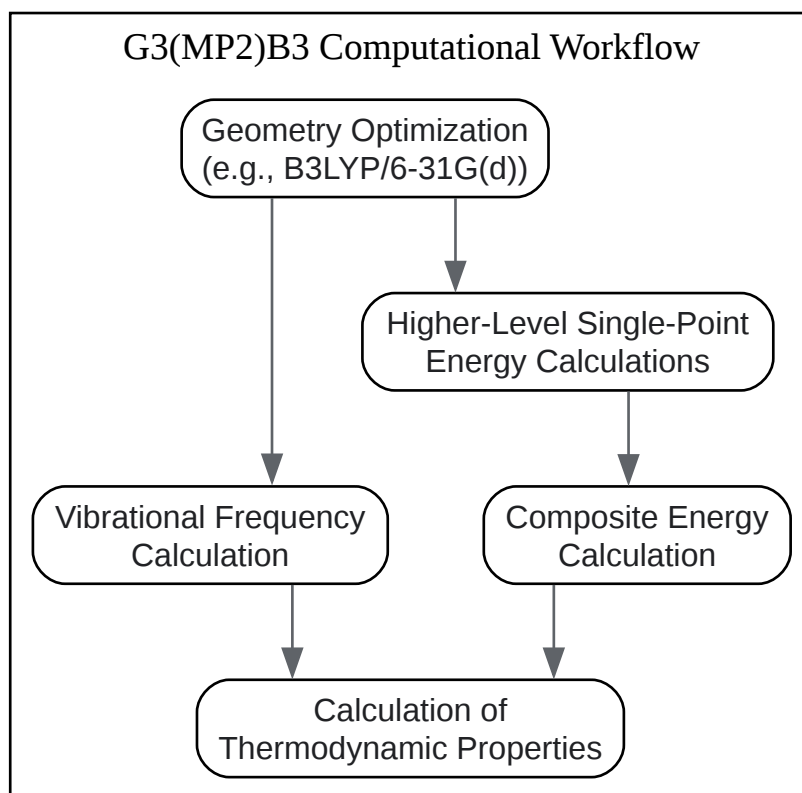 G3(MP2)B3 Computational Workflow
Geometry Optimization
(e.g., B3LYP/6-31G(d))
Higher-Level Single-Point
Energy Calculations
Vibrational Frequency
Calculation
Composite Energy
Calculation
Calculation of
Thermodynamic Properties